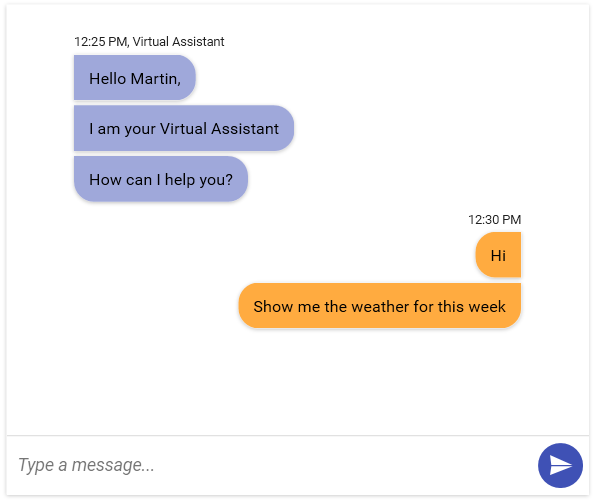 12:25 PM, Virtual Assistant
Hello Martin,
I am your Virtual Assistant
How can I help you?
12:30 PM
Hi
Show me the weather for this week
Type a message...